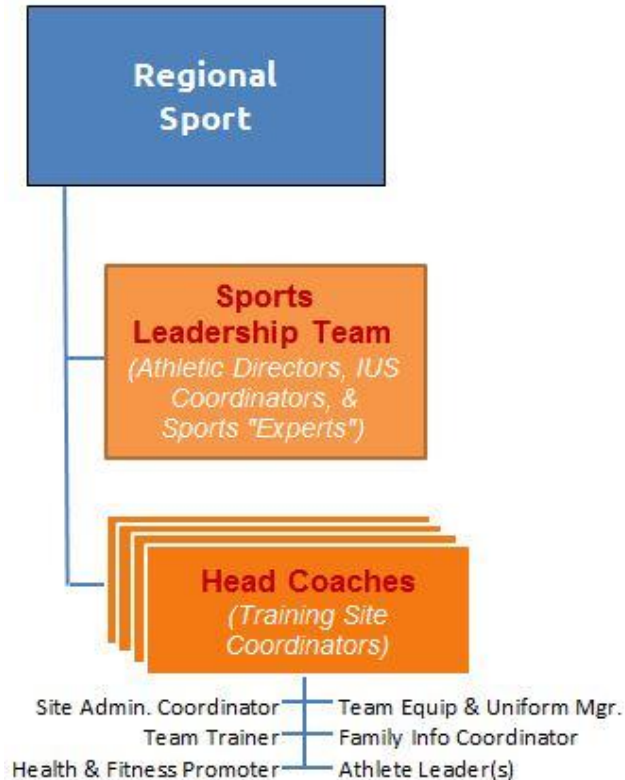 Regional
Sport
Sports
Leadership Team
(Athletic Directors, IUS
Coordinators, &
Sports "Experts")
Head Coaches
(Training Site
Coordinators)
Site Admin. Coordinator
Team Equip & Uniform Mgr.
Team Trainer
Family Info Coordinator
Health & Fitness Promoter
Athlete Leader(s)